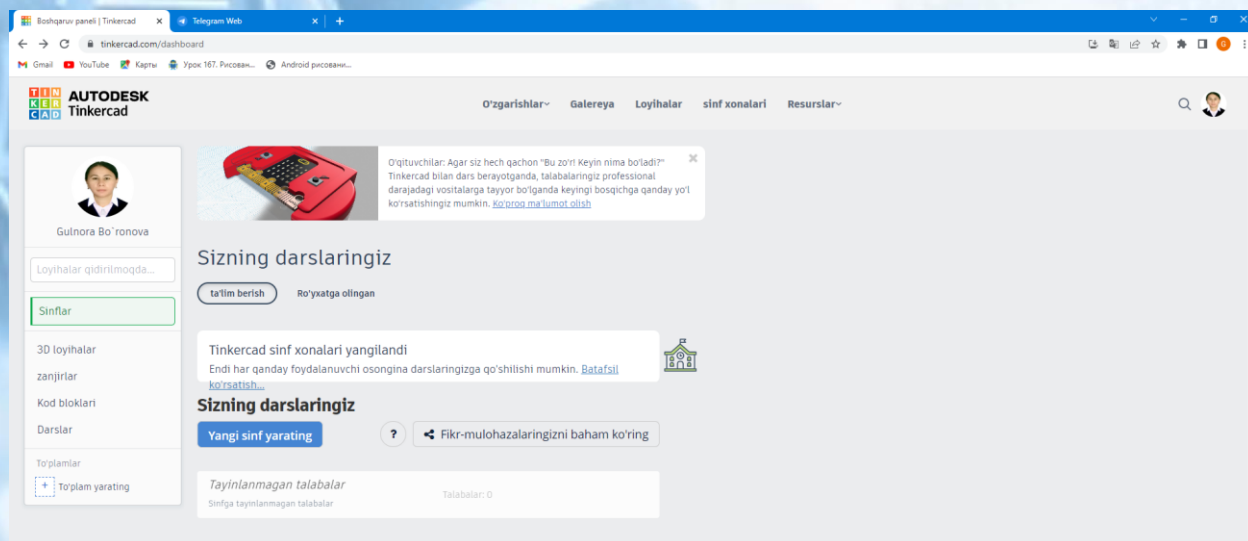 Boshqaruv paneli | Tinkercad
Telegram Web
tinkercad.com/dashboard
Gmail YouTube Карты Урок 167. Рисован... Android рисовани...
G
TIN
KER
CAD
AUTODESK
Tinkercad
O'zgarishlar Galereya Loyihalar sinf xonalari Resurslar
Gulnora Bo`ronova
Loyihalar qidirilmoqda...
Sinflar
3D loyihalar
zanjirlar
Kod bloklari
Darslar
To'plamlar
+ To'plam yarating
O'qituvchilar: Agar siz hech qachon "Bu zo'r! Keyin nima bo'ladi?"
Tinkercad bilan dars berayotganda, talabalaringiz professional
darajadagi vositalarga tayyor bo'lganda keyingi bosqichga qanday yo'l
ko'rsatishingiz mumkin. Ko'proq ma'lumot olish
Sizning darslaringiz
ta'lim berish Ro'yxatga olingan
Tinkercad sinf xonalari yangilandi
Endi har qanday foydalanuvchi osongina darslaringizga qo'shilishi mumkin. Batafsil
ko'rsatish...
Sizning darslaringiz
Yangi sinf yarating ? Fikr-mulohazalaringizni baham ko'ring
Tayinlanmagan talabalar
Sinfga tayinlanmagan talabalar
Talabalar: 0